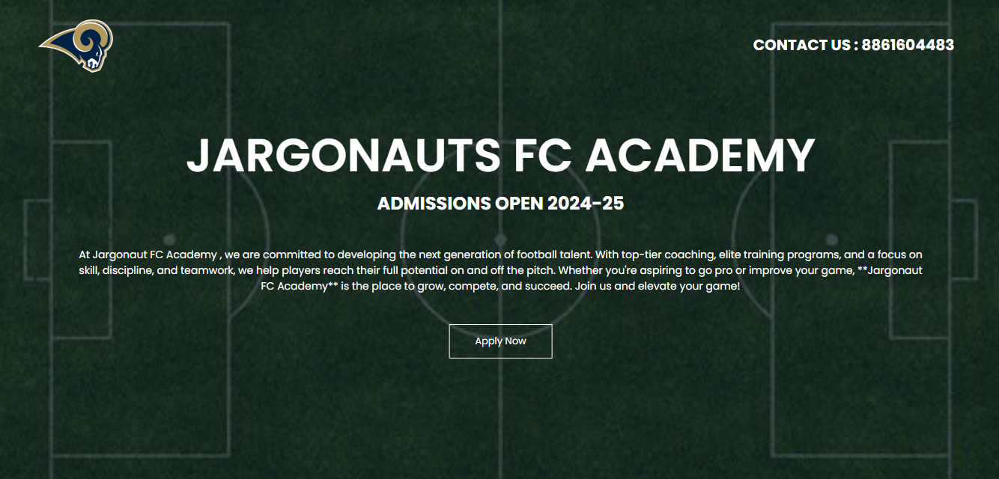 CONTACT US : 8861604483
JARGONAUTS FC ACADEMY
ADMISSIONS OPEN 2024-25
At Jargonaut FC Academy , we are committed to developing the next generation of football talent. With top-tier coaching, elite training programs, and a focus on
skill, discipline, and teamwork, we help players reach their full potential on and off the pitch. Whether you're aspiring to go pro or improve your game, **Jargonaut
FC Academy** is the place to grow, compete, and succeed. Join us and elevate your game!
Apply Now